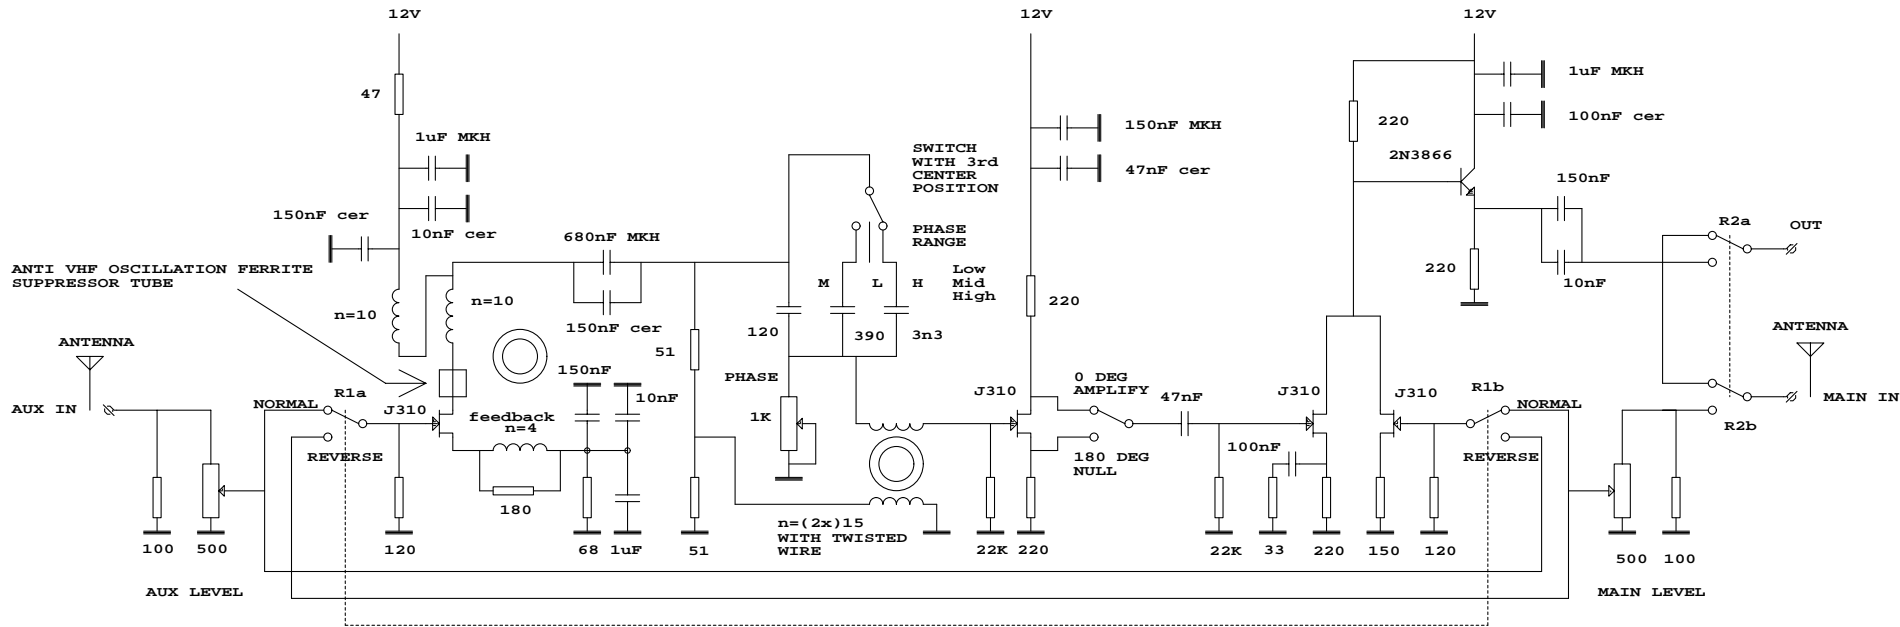 12V
12V
12V
47
1uF MKH
150nF cer
10nF cer
ANTI VHF OSCILLATION FERRITE
SUPPRESSOR TUBE
n=10
n=10
680nF MKH
150nF cer
SWITCH
WITH 3rd
CENTER
POSITION
PHASE
RANGE
M
L
H
Low
Mid
High
120
390
3n3
51
150nF MKH
47nF cer
220
1uF MKH
100nF cer
220
2N3866
150nF
10nF
220
R2a
OUT
ANTENNA
MAIN IN
R2b
ANTENNA
AUX IN
NORMAL
R1a
REVERSE
J310
feedback
n=4
150nF
10nF
180
PHASE
1K
J310
0 DEG
AMPLIFY
180 DEG
NULL
47nF
J310
J310
100nF
R1b
NORMAL
REVERSE
100
500
120
68
1uF
51
n=(2x)15
WITH TWISTED
WIRE
22K
220
22K
33
220
150
120
500
100
AUX LEVEL
MAIN LEVEL